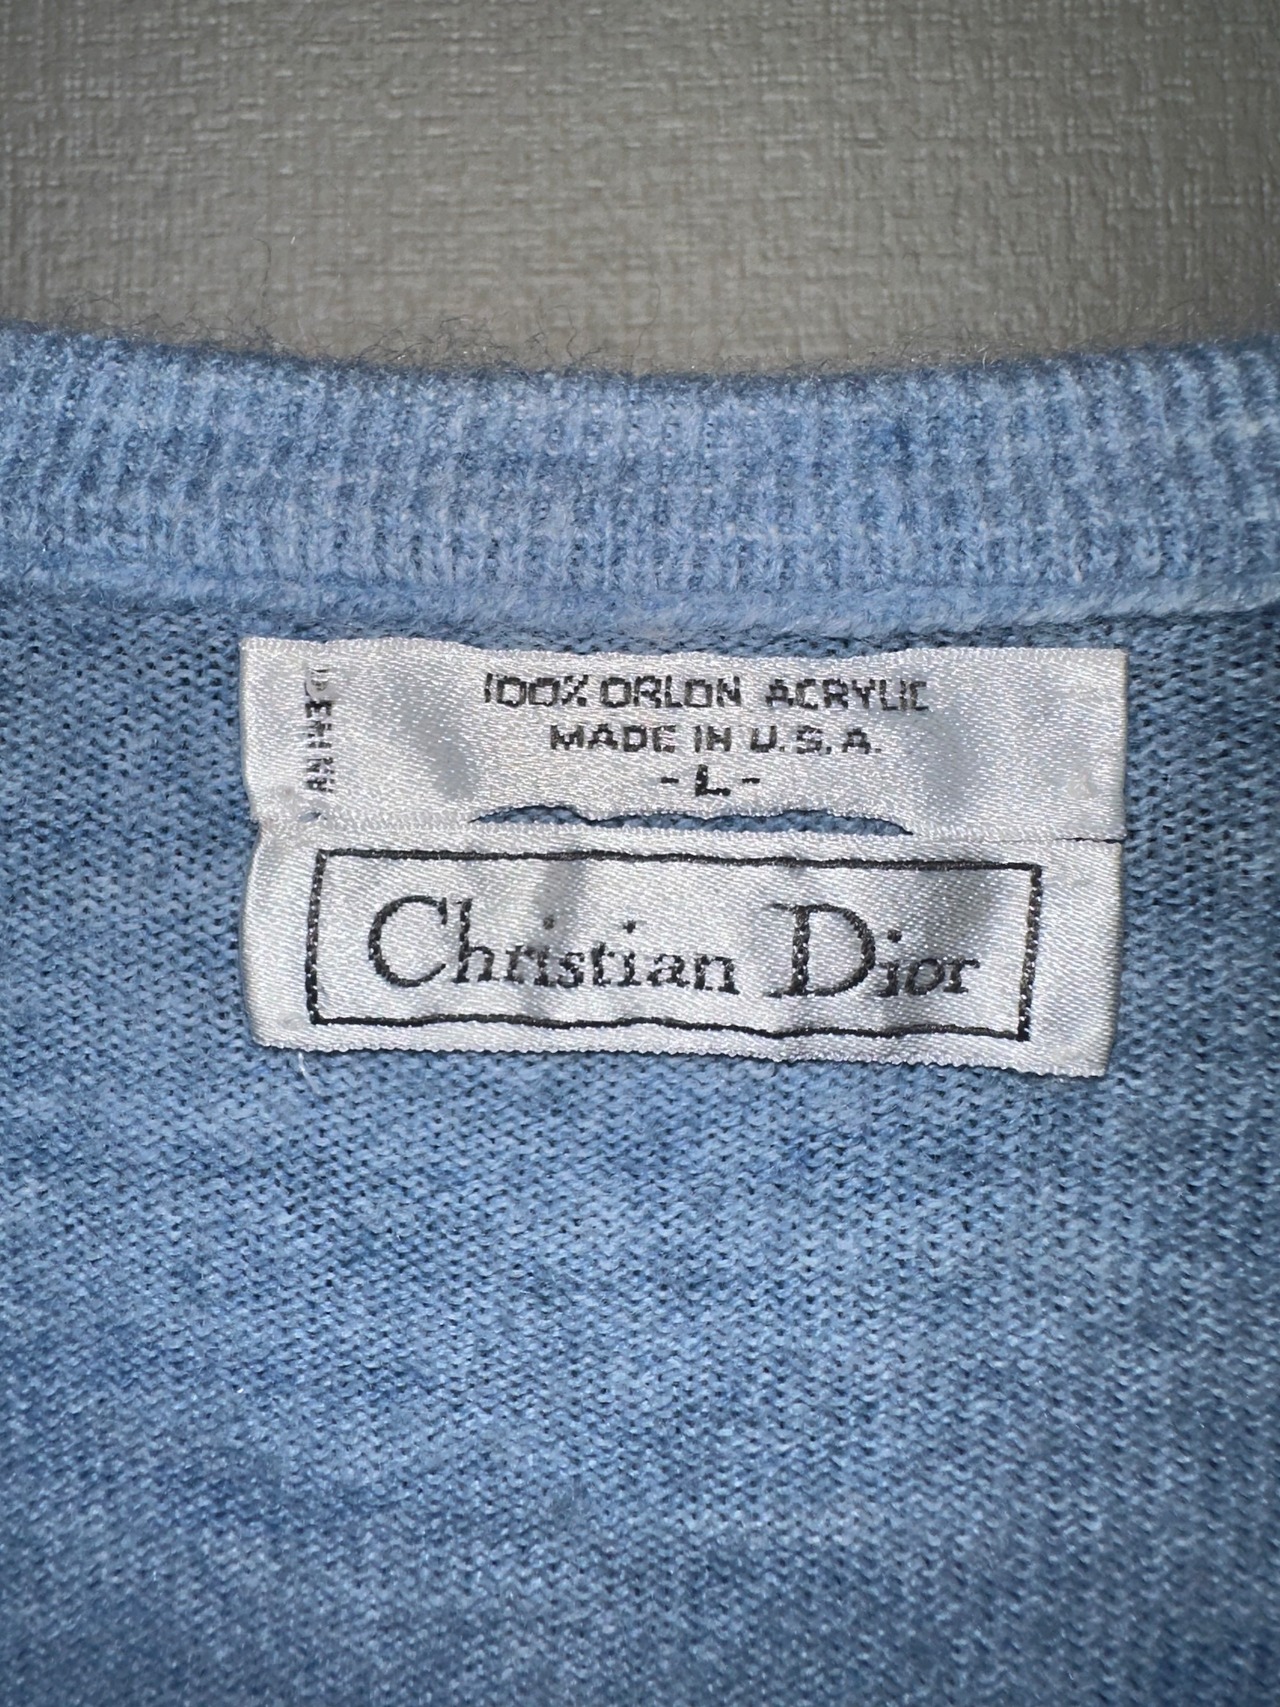 100% ORLON ACRYLIC
MADE IN U.S.A.
- L -
Christian Dior